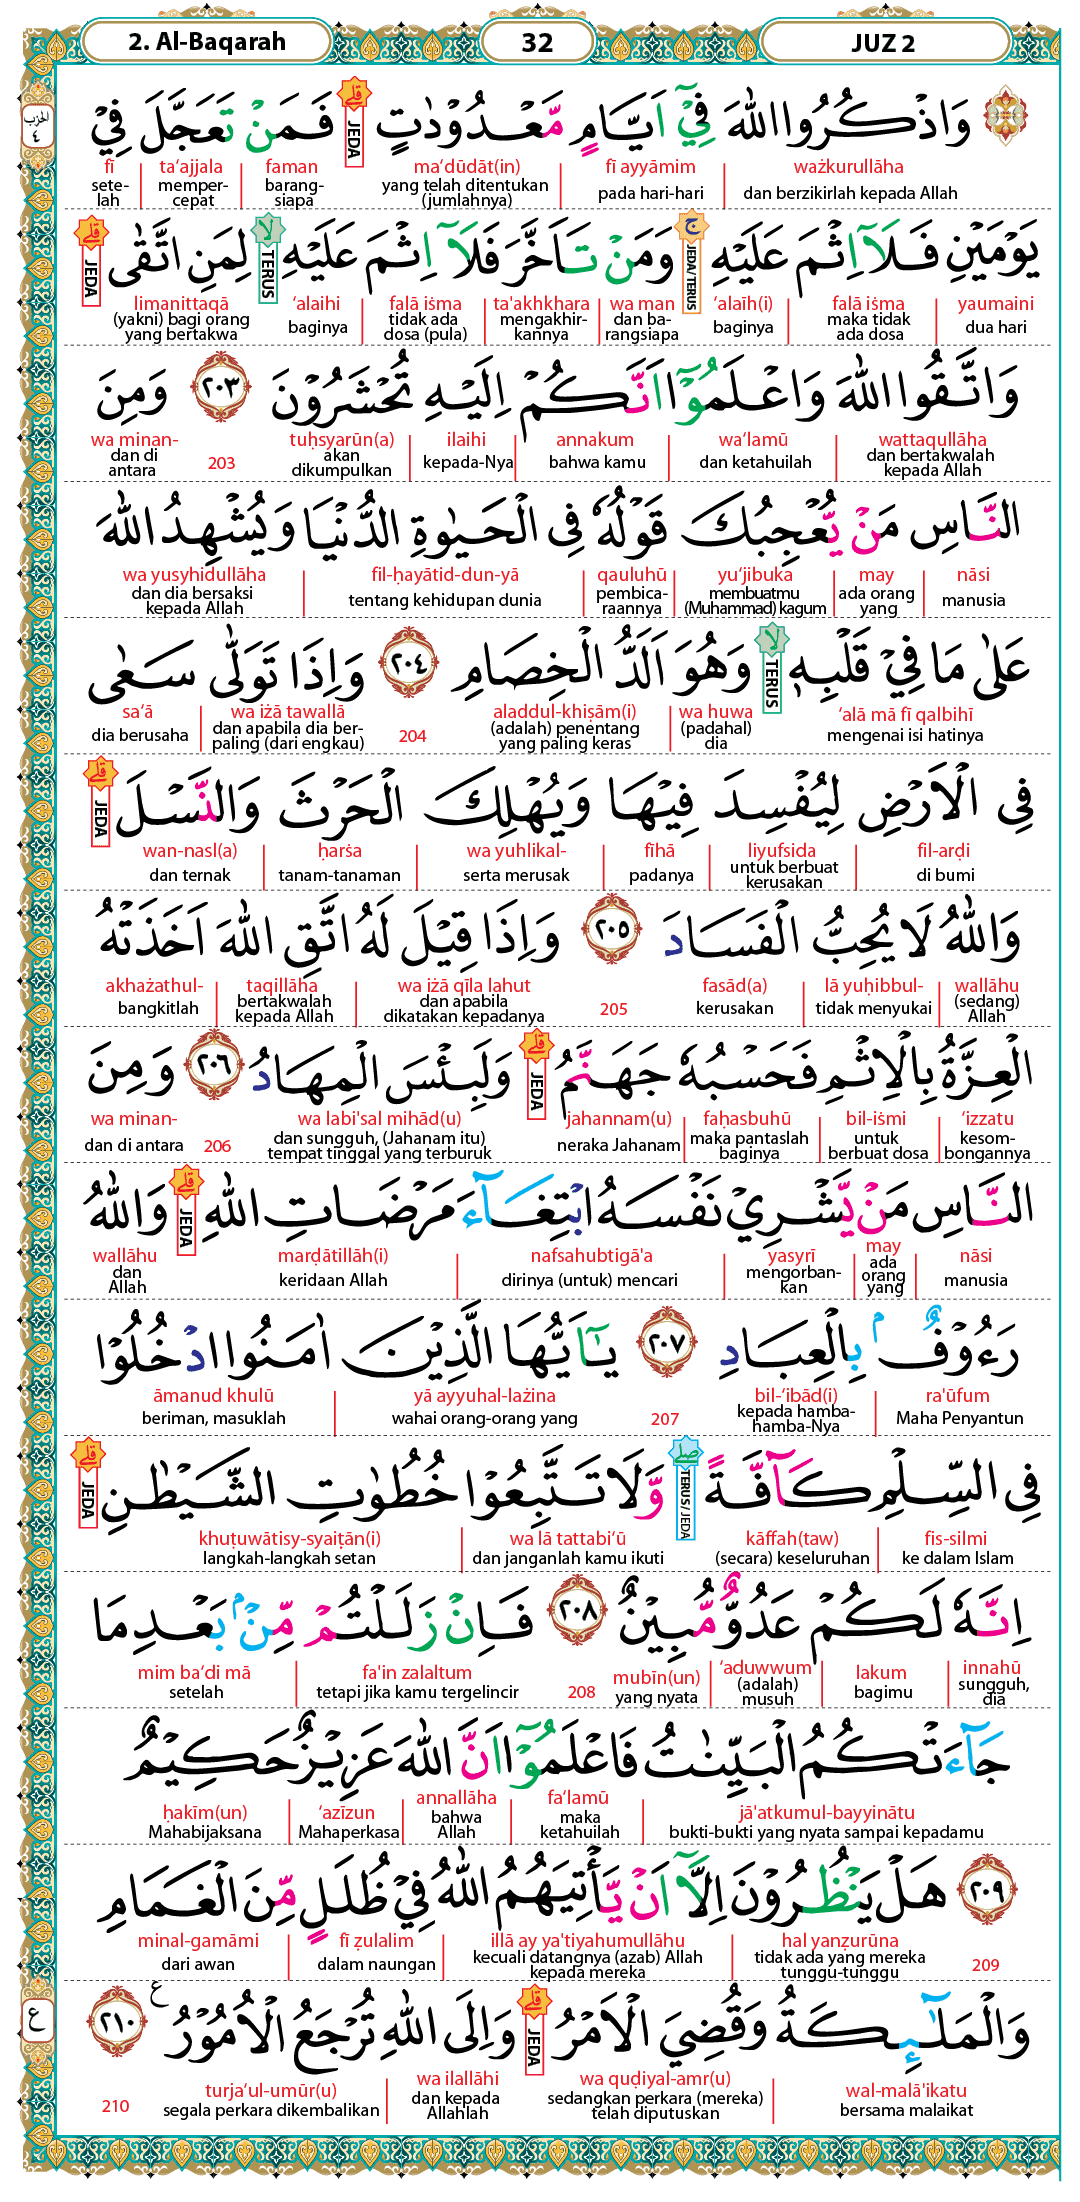 2. Al-Baqarah 32 JUZ 2
الحزب ٤
وَاذْكُرُوا اللّٰهَ فِيْٓ اَيَّامٍ مَّعْدُوْدٰتٍ ۗ JEDA فَمَنْ تَعَجَّلَ فِيْ
ważkurullāha fī ayyāmim ma‘dūdāt(in) faman ta‘ajjala fī
dan berzikirlah kepada Allah pada hari-hari yang telah ditentukan (jumlahnya) barang-siapa memper-cepat sete-lah
يَوْمَيْنِ فَلَآ اِثْمَ عَلَيْهِ ۚ JEDA/TERUS وَمَنْ تَاَخَّرَ فَلَآ اِثْمَ عَلَيْهِ ۙ TERUS لِمَنِ اتَّقٰى ۗ JEDA
yaumaini falā iṡma ‘alaīh(i) wa man ta'akhkhara falā iṡma ‘alaihi limanittaqā
dua hari maka tidak ada dosa baginya dan ba-rangsiapa mengakhir-kannya tidak ada dosa (pula) baginya (yakni) bagi orang yang bertakwa
وَاتَّقُوا اللّٰهَ وَاعْلَمُوْٓا اَنَّكُمْ اِلَيْهِ تُحْشَرُوْنَ ٢٠٣ وَمِنَ
wattaqullāha wa‘lamū annakum ilaihi tuḥsyarūn(a) 203 wa minan-
dan bertakwalah kepada Allah dan ketahuilah bahwa kamu kepada-Nya akan dikumpulkan dan di antara
النَّاسِ مَنْ يُّعْجِبُكَ قَوْلُهٗ فِى الْحَيٰوةِ الدُّنْيَا وَيُشْهِدُ اللّٰهَ
nāsi may yu‘jibuka qauluhū fil-ḥayātid-dun-yā wa yusyhidullāha
manusia ada orang yang membuatmu (Muhammad) kagum pembica-raannya tentang kehidupan dunia dan dia bersaksi kepada Allah
عَلٰى مَا فِيْ قَلْبِهٖ ۙ TERUS وَهُوَ اَلَدُّ الْخِصَامِ ٢٠٤ وَاِذَا تَوَلّٰى سَعٰى
‘alā mā fī qalbihī wa huwa aladdul-khiṣām(i) 204 wa iżā tawallā sa‘ā
mengenai isi hatinya (padahal) dia (adalah) penentang yang paling keras dan apabila dia ber-paling (dari engkau) dia berusaha
فِى الْاَرْضِ لِيُفْسِدَ فِيْهَا وَيُهْلِكَ الْحَرْثَ وَالنَّسْلَ ۗ JEDA
fil-arḍi liyufsida fīhā wa yuhlikal- ḥarṡa wan-nasl(a)
di bumi untuk berbuat kerusakan padanya serta merusak tanam-tanaman dan ternak
وَاللّٰهُ لَا يُحِبُّ الْفَسَادَ ٢٠٥ وَاِذَا قِيْلَ لَهُ اتَّقِ اللّٰهَ اَخَذَتْهُ
wallāhu lā yuḥibbul- fasād(a) 205 wa iżā qīla lahut taqillāha akhażathul-
(sedang) Allah tidak menyukai kerusakan dan apabila dikatakan kepadanya bertakwalah kepada Allah bangkitlah
الْعِزَّةُ بِالْاِثْمِ فَحَسْبُهٗ جَهَنَّمُ ۗ JEDA وَلَبِئْسَ الْمِهَادُ ٢٠٦ وَمِنَ
‘izzatu bil-iṡmi faḥasbuhū jahannam(u) wa labi'sal mihād(u) 206 wa minan-
kesom-bongannya untuk berbuat dosa maka pantaslah baginya neraka Jahanam dan sungguh, (Jahanam itu) tempat tinggal yang terburuk dan di antara
النَّاسِ مَنْ يَّشْرِيْ نَفْسَهُ ابْتِغَاۤءَ مَرْضَاتِ اللّٰهِ ۗ JEDA وَاللّٰهُ
nāsi may yasyrī nafsahubtigā'a marḍātillāh(i) wallāhu
manusia ada orang yang mengorban-kan dirinya (untuk) mencari keridaan Allah dan Allah
رَءُوْفٌۢ بِالْعِبَادِ ٢٠٧ يٰٓاَيُّهَا الَّذِيْنَ اٰمَنُوا ادْخُلُوْا
ra'ūfum bil-‘ibād(i) 207 yā ayyuhal-lażina āmanud khulū
Maha Penyantun kepada hamba-hamba-Nya wahai orang-orang yang beriman, masuklah
فِى السِّلْمِ كَاۤفَّةً ۖ TERUS/JEDA وَّلَا تَتَّبِعُوْا خُطُوٰتِ الشَّيْطٰنِ ۗ JEDA
fis-silmi kāffah(taw) wa lā tattabi‘ū khuṭuwātisy-syaiṭān(i)
ke dalam Islam (secara) keseluruhan dan janganlah kamu ikuti langkah-langkah setan
اِنَّهٗ لَكُمْ عَدُوٌّ مُّبِيْنٌ ٢٠٨ فَاِنْ زَلَلْتُمْ مِّنْۢ بَعْدِ مَا
innahū lakum ‘aduwwum mubīn(un) 208 fa'in zalaltum mim ba‘di mā
sungguh, dia bagimu (adalah) musuh yang nyata tetapi jika kamu tergelincir setelah
جَاۤءَتْكُمُ الْبَيِّنٰتُ فَاعْلَمُوْٓا اَنَّ اللّٰهَ عَزِيْزٌ حَكِيْمٌ
jā'atkumul-bayyinātu fa‘lamū annallāha ‘azīzun ḥakīm(un)
bukti-bukti yang nyata sampai kepadamu maka ketahuilah bahwa Allah Mahaperkasa Mahabijaksana
٢٠٩ هَلْ يَنْظُرُوْنَ اِلَّآ اَنْ يَّأْتِيَهُمُ اللّٰهُ فِيْ ظُلَلٍ مِّنَ الْغَمَامِ
209 hal yanẓurūna illā ay ya'tiyahumullāhu fī ẓulalim minal-gamāmi
tidak ada yang mereka tunggu-tunggu kecuali datangnya (azab) Allah kepada mereka dalam naungan dari awan
وَالْمَلٰۤىِٕكَةُ وَقُضِيَ الْاَمْرُ ۗ JEDA وَاِلَى اللّٰهِ تُرْجَعُ الْاُمُوْرُ ࣖ ٢١٠
ع
wal-malā'ikatu wa quḍiyal-amr(u) wa ilallāhi turja‘ul-umūr(u) 210
bersama malaikat sedangkan perkara (mereka) telah diputuskan dan kepada Allahlah segala perkara dikembalikan